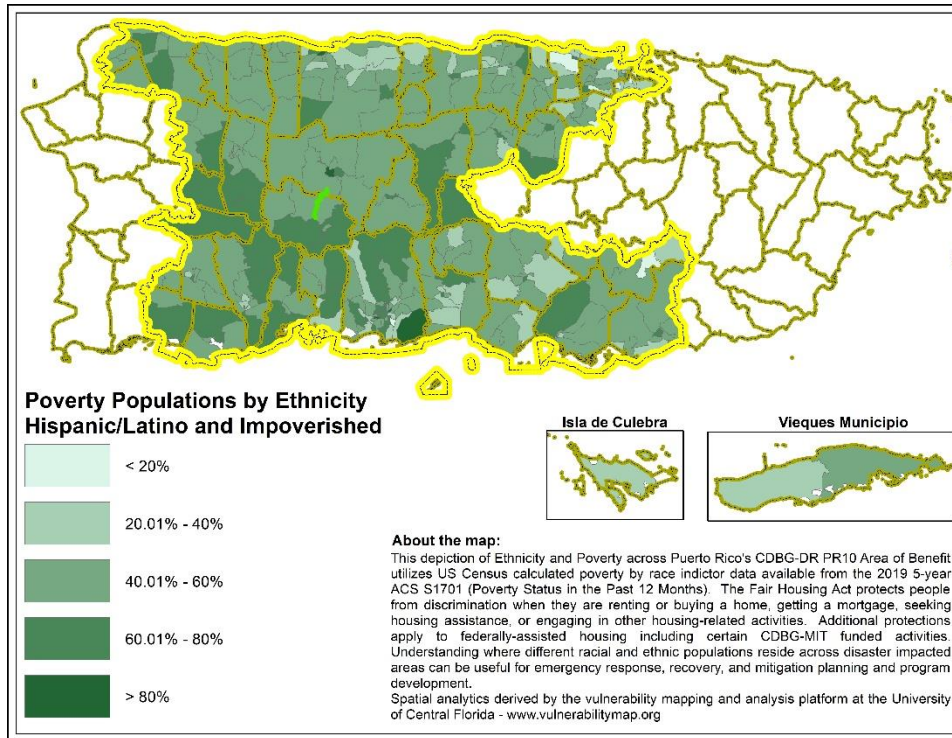 Poverty Populations by Ethnicity
Hispanic/Latino and Impoverished
< 20%
20.01% - 40%
40.01% - 60%
60.01% - 80%
> 80%
Isla de Culebra
Vieques Municipio
About the map:
This depiction of Ethnicity and Poverty across Puerto Rico's CDBG-DR PR10 Area of Benefit
utilizes US Census calculated poverty by race indictor data available from the 2019 5-year
ACS S1701 (Poverty Status in the Past 12 Months). The Fair Housing Act protects people
from discrimination when they are renting or buying a home, getting a mortgage, seeking
housing assistance, or engaging in other housing-related activities. Additional protections
apply to federally-assisted housing including certain CDBG-MIT funded activities.
Understanding where different racial and ethnic populations reside across disaster impacted
areas can be useful for emergency response, recovery, and mitigation planning and program
development.
Spatial analytics derived by the vulnerability mapping and analysis platform at the University
of Central Florida - www.vulnerabilitymap.org